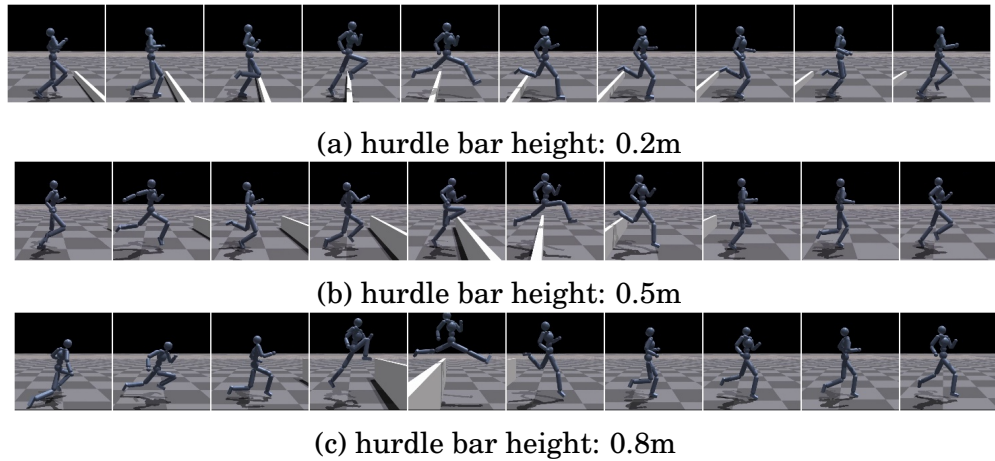 (a) hurdle bar height: 0.2m
(b) hurdle bar height: 0.5m
(c) hurdle bar height: 0.8m